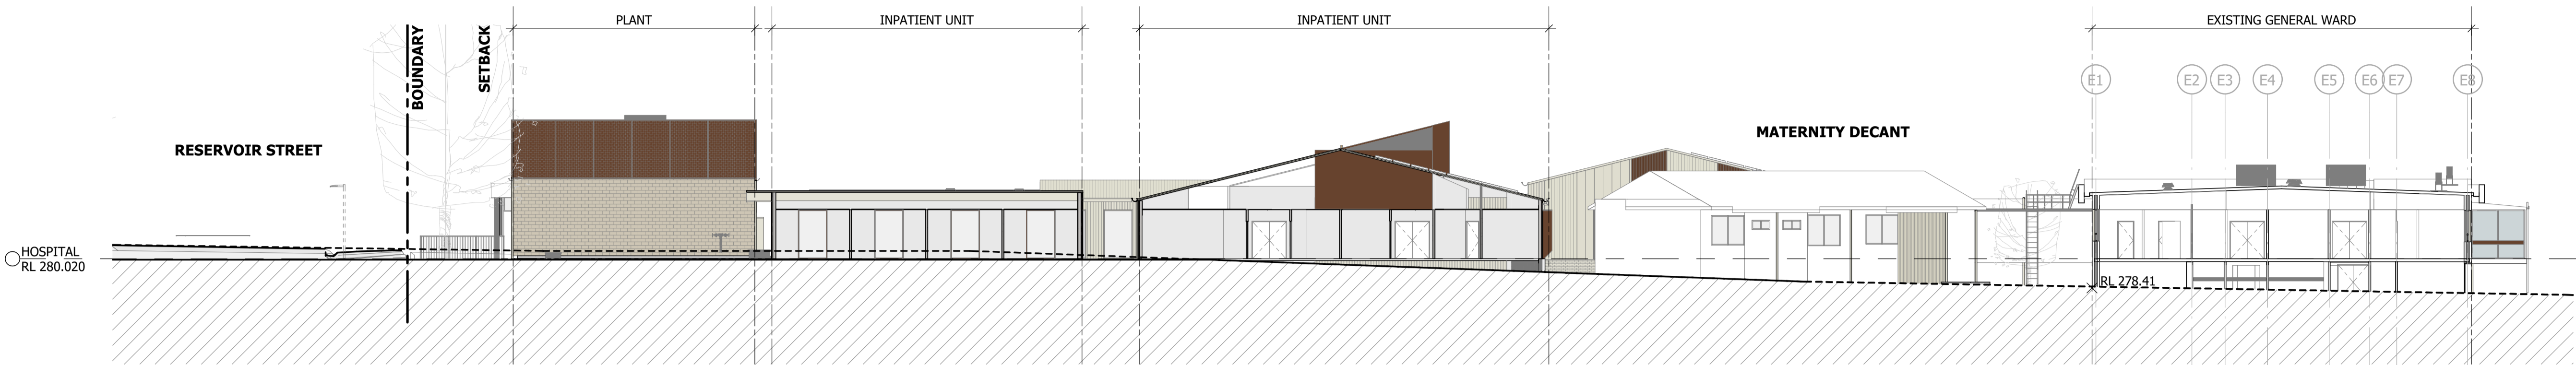 PLANT
INPATIENT UNIT
INPATIENT UNIT
EXISTING GENERAL WARD
BOUNDARY
SETBACK
E1
E2
E3
E4
E5
E6
E7
E8
RESERVOIR STREET
MATERNITY DECANT
HOSPITAL
RL 280.020
RL 278.41